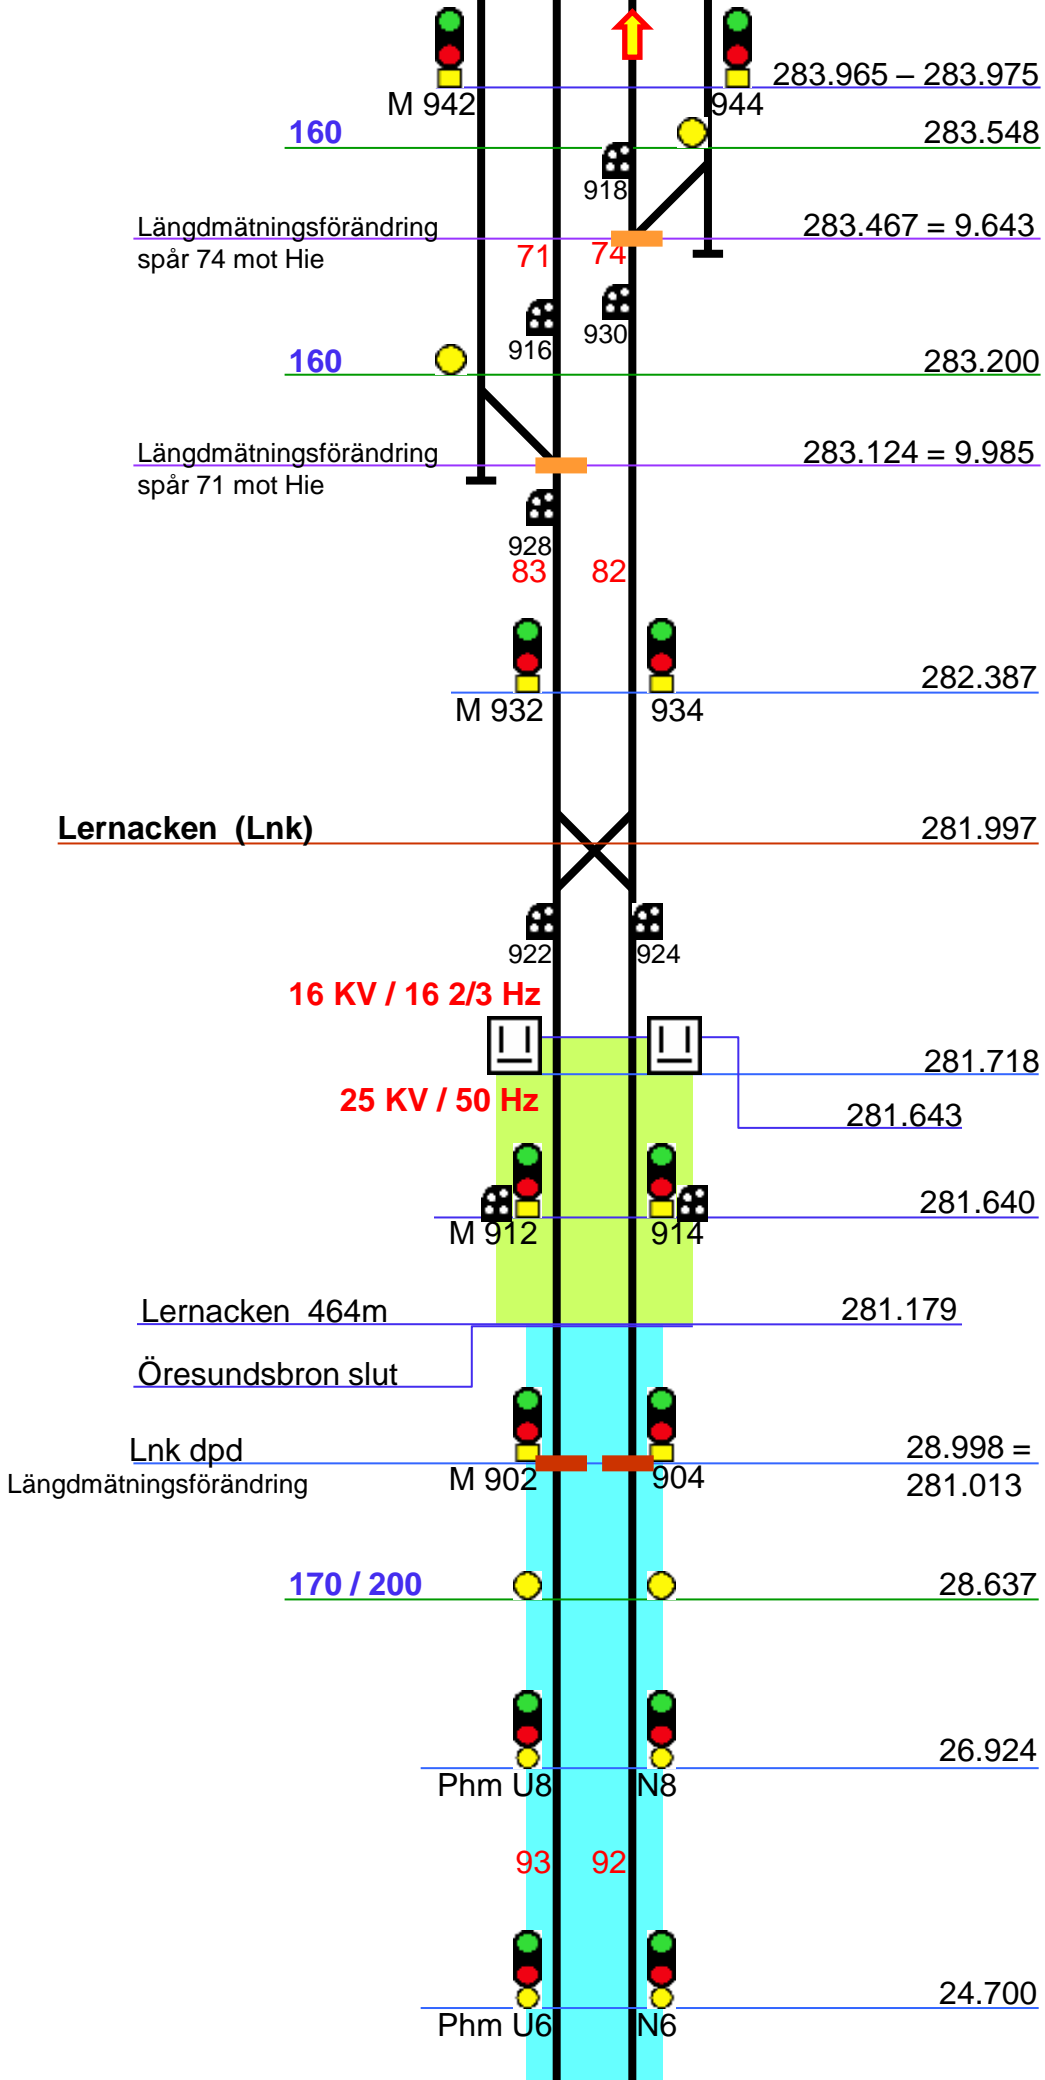 283.965 – 283.975
M 942
944
160
283.548
918
Längdmätningsförändring
283.467 = 9.643
spår 74 mot Hie
71
74
930
916
160
283.200
Längdmätningsförändring
283.124 = 9.985
spår 71 mot Hie
928
83
82
282.387
M 932
934
Lernacken (Lnk)
281.997
922
924
16 KV / 16 2/3 Hz
281.718
25 KV / 50 Hz
281.643
281.640
M 912
914
Lernacken 464m
281.179
Öresundsbron slut
Lnk dpd
28.998 =
M 902
904
Längdmätningsförändring
281.013
170 / 200
28.637
26.924
Phm U8
N8
93
92
24.700
Phm U6
N6